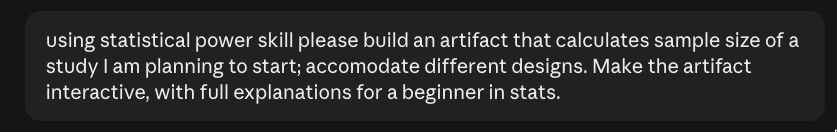 using statistical power skill please build an artifact that calculates sample size of a
study I am planning to start; accomodate different designs. Make the artifact
interactive, with full explanations for a beginner in stats.